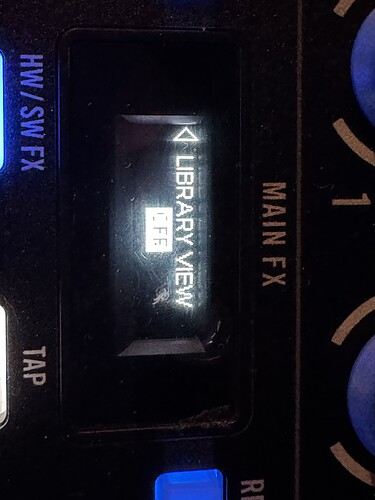 1
MAIN FX
◁ LIBRARY VIEW
OFF
HW / SW FX
TAP